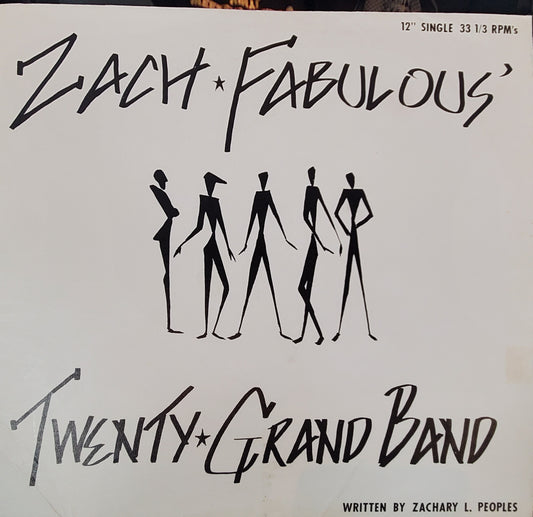 12" SINGLE 33 1/3 RPM's
ZACH ★ FABULOUS'
TWENTY ★ GRAND BAND
WRITTEN BY ZACHARY L. PEOPLES